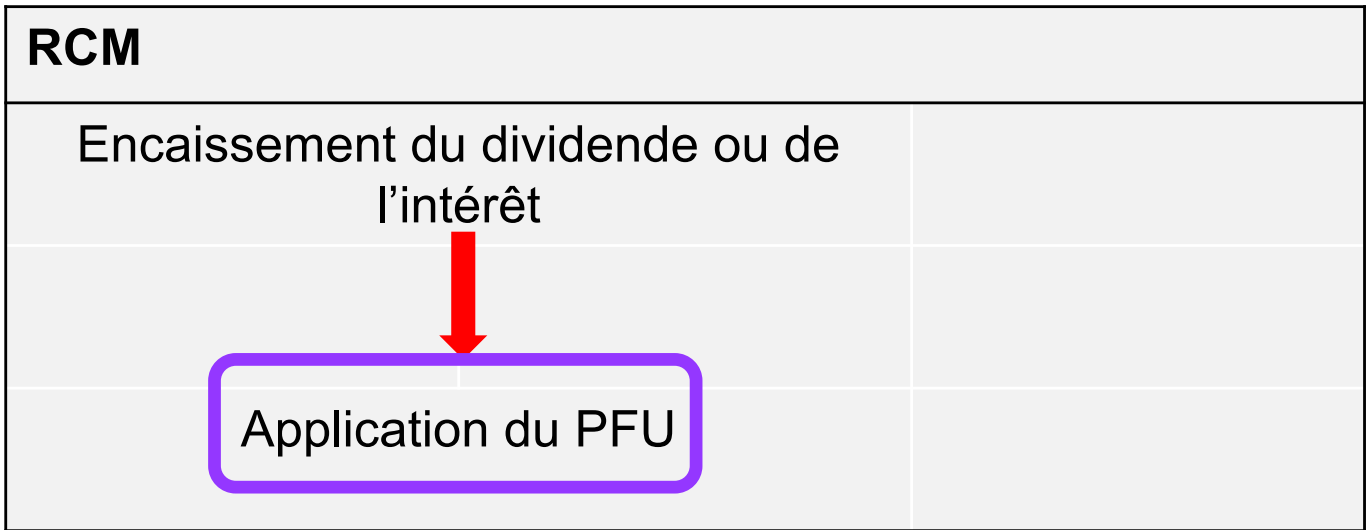 RCM
Encaissement du dividende ou de
l’intérêt
Application du PFU